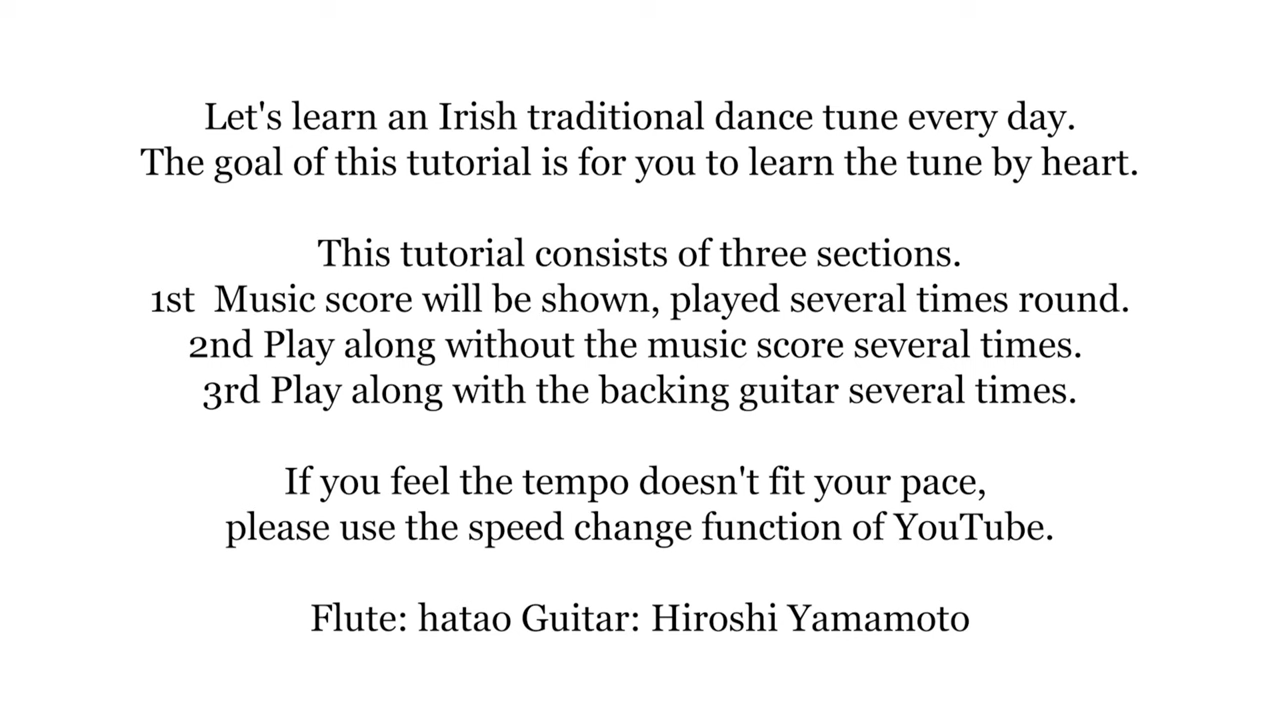 Let's learn an Irish traditional dance tune every day.
The goal of this tutorial is for you to learn the tune by heart.
This tutorial consists of three sections.
1st  Music score will be shown, played several times round.
2nd Play along without the music score several times.
3rd Play along with the backing guitar several times.
If you feel the tempo doesn't fit your pace,
please use the speed change function of YouTube.
Flute: hatao Guitar: Hiroshi Yamamoto